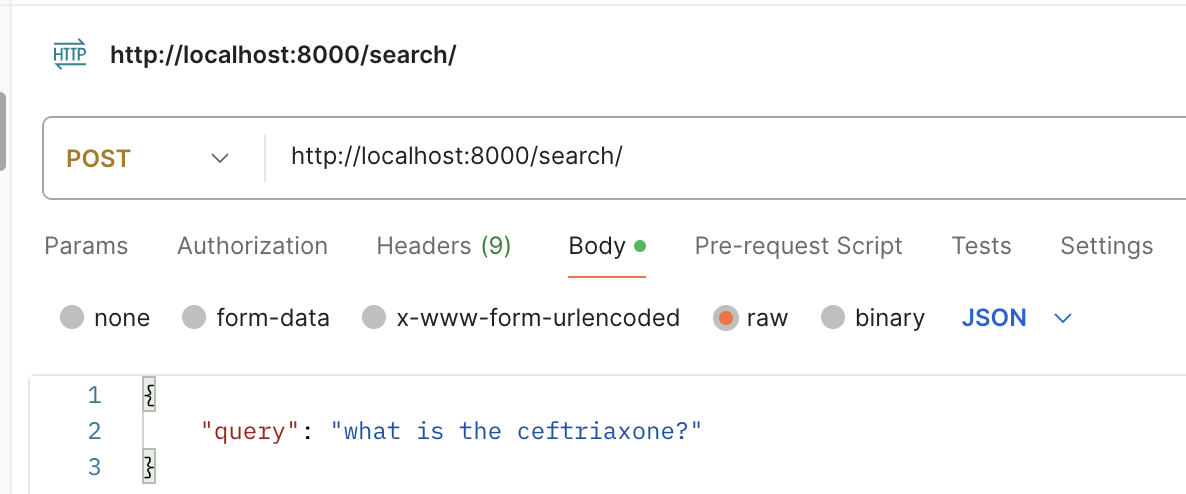 HTTP http://localhost:8000/search/
POST http://localhost:8000/search/
Params Authorization Headers (9) Body Pre-request Script Tests Settings
none form-data x-www-form-urlencoded raw binary JSON
1 {
2 "query": "what is the ceftriaxone?"
3 }